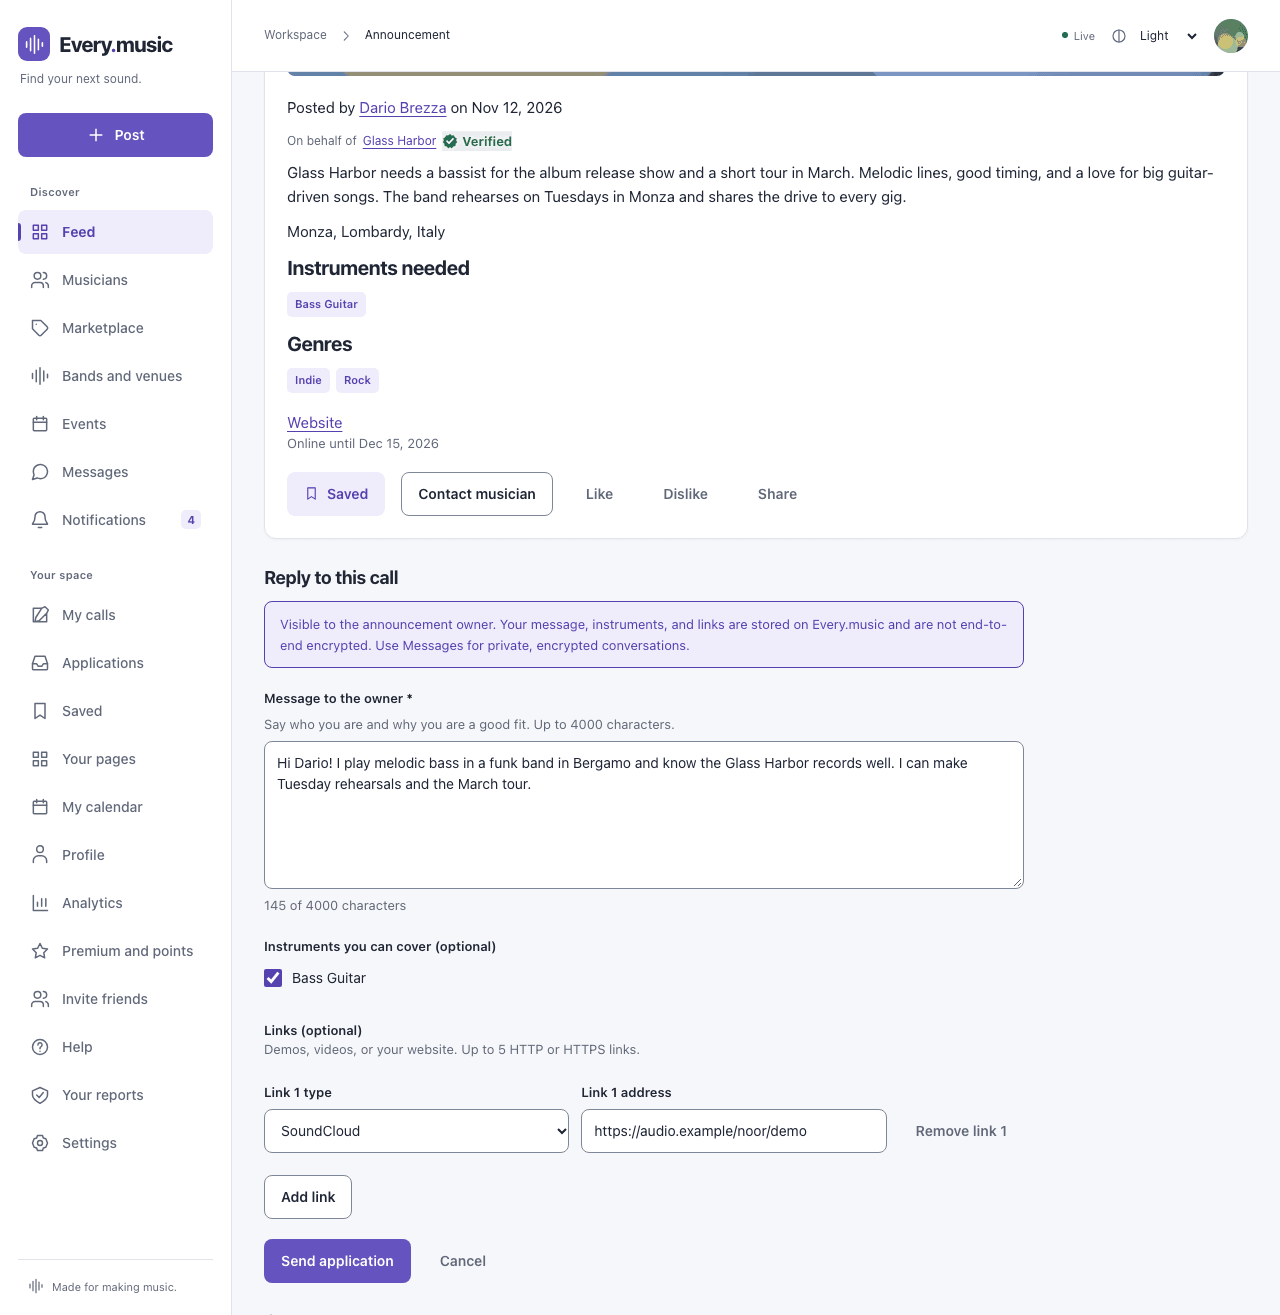 Every.music
Find your next sound.
Post
Discover
Feed
Musicians
Marketplace
Bands and venues
Events
Messages
Notifications 4
Your space
My calls
Applications
Saved
Your pages
My calendar
Profile
Analytics
Premium and points
Invite friends
Help
Your reports
Settings
Made for making music.
Workspace Announcement
Live Light
Posted by Dario Brezza on Nov 12, 2026
On behalf of Glass Harbor Verified
Glass Harbor needs a bassist for the album release show and a short tour in March. Melodic lines, good timing, and a love for big guitar-
driven songs. The band rehearses on Tuesdays in Monza and shares the drive to every gig.
Monza, Lombardy, Italy
Instruments needed
Bass Guitar
Genres
Indie Rock
Website
Online until Dec 15, 2026
Saved Contact musician Like Dislike Share
Reply to this call
Visible to the announcement owner. Your message, instruments, and links are stored on Every.music and are not end-to-
end encrypted. Use Messages for private, encrypted conversations.
Message to the owner *
Say who you are and why you are a good fit. Up to 4000 characters.
Hi Dario! I play melodic bass in a funk band in Bergamo and know the Glass Harbor records well. I can make
Tuesday rehearsals and the March tour.
145 of 4000 characters
Instruments you can cover (optional)
Bass Guitar
Links (optional)
Demos, videos, or your website. Up to 5 HTTP or HTTPS links.
Link 1 type Link 1 address
SoundCloud https://audio.example/noor/demo Remove link 1
Add link
Send application Cancel